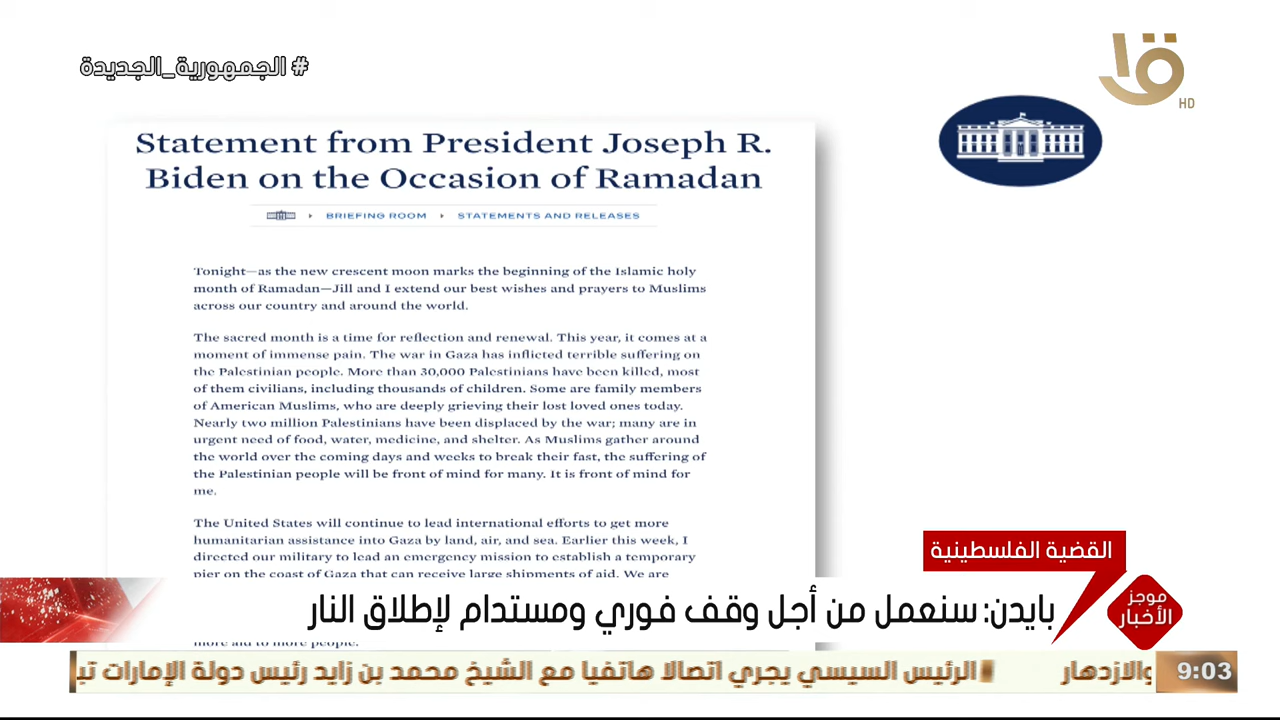 # الجمهورية_الجديدة
HD
Statement from President Joseph R.
Biden on the Occasion of Ramadan
BRIEFING ROOM
STATEMENTS AND RELEASES
Tonight—as the new crescent moon marks the beginning of the Islamic holy
month of Ramadan—Jill and I extend our best wishes and prayers to Muslims
across our country and around the world.
The sacred month is a time for reflection and renewal. This year, it comes at a
moment of immense pain. The war in Gaza has inflicted terrible suffering on
the Palestinian people. More than 30,000 Palestinians have been killed, most
of them civilians, including thousands of children. Some are family members
of American Muslims, who are deeply grieving their lost loved ones today.
Nearly two million Palestinians have been displaced by the war; many are in
urgent need of food, water, medicine, and shelter. As Muslims gather around
the world over the coming days and weeks to break their fast, the suffering of
the Palestinian people will be front of mind for many. It is front of mind for
me.
The United States will continue to lead international efforts to get more
humanitarian assistance into Gaza by land, air, and sea. Earlier this week, I
directed our military to lead an emergency mission to establish a temporary
pier on the coast of Gaza that can receive large shipments of aid. We are
more aid to more people.
القضية الفلسطينية
موجز
الأخبار
بايدن: سنعمل من أجل وقف فوري ومستدام لإطلاق النار
والازدهار
الرئيس السيسي يجري اتصالا هاتفيا مع الشيخ محمد بن زايد رئيس دولة الإمارات
9:03